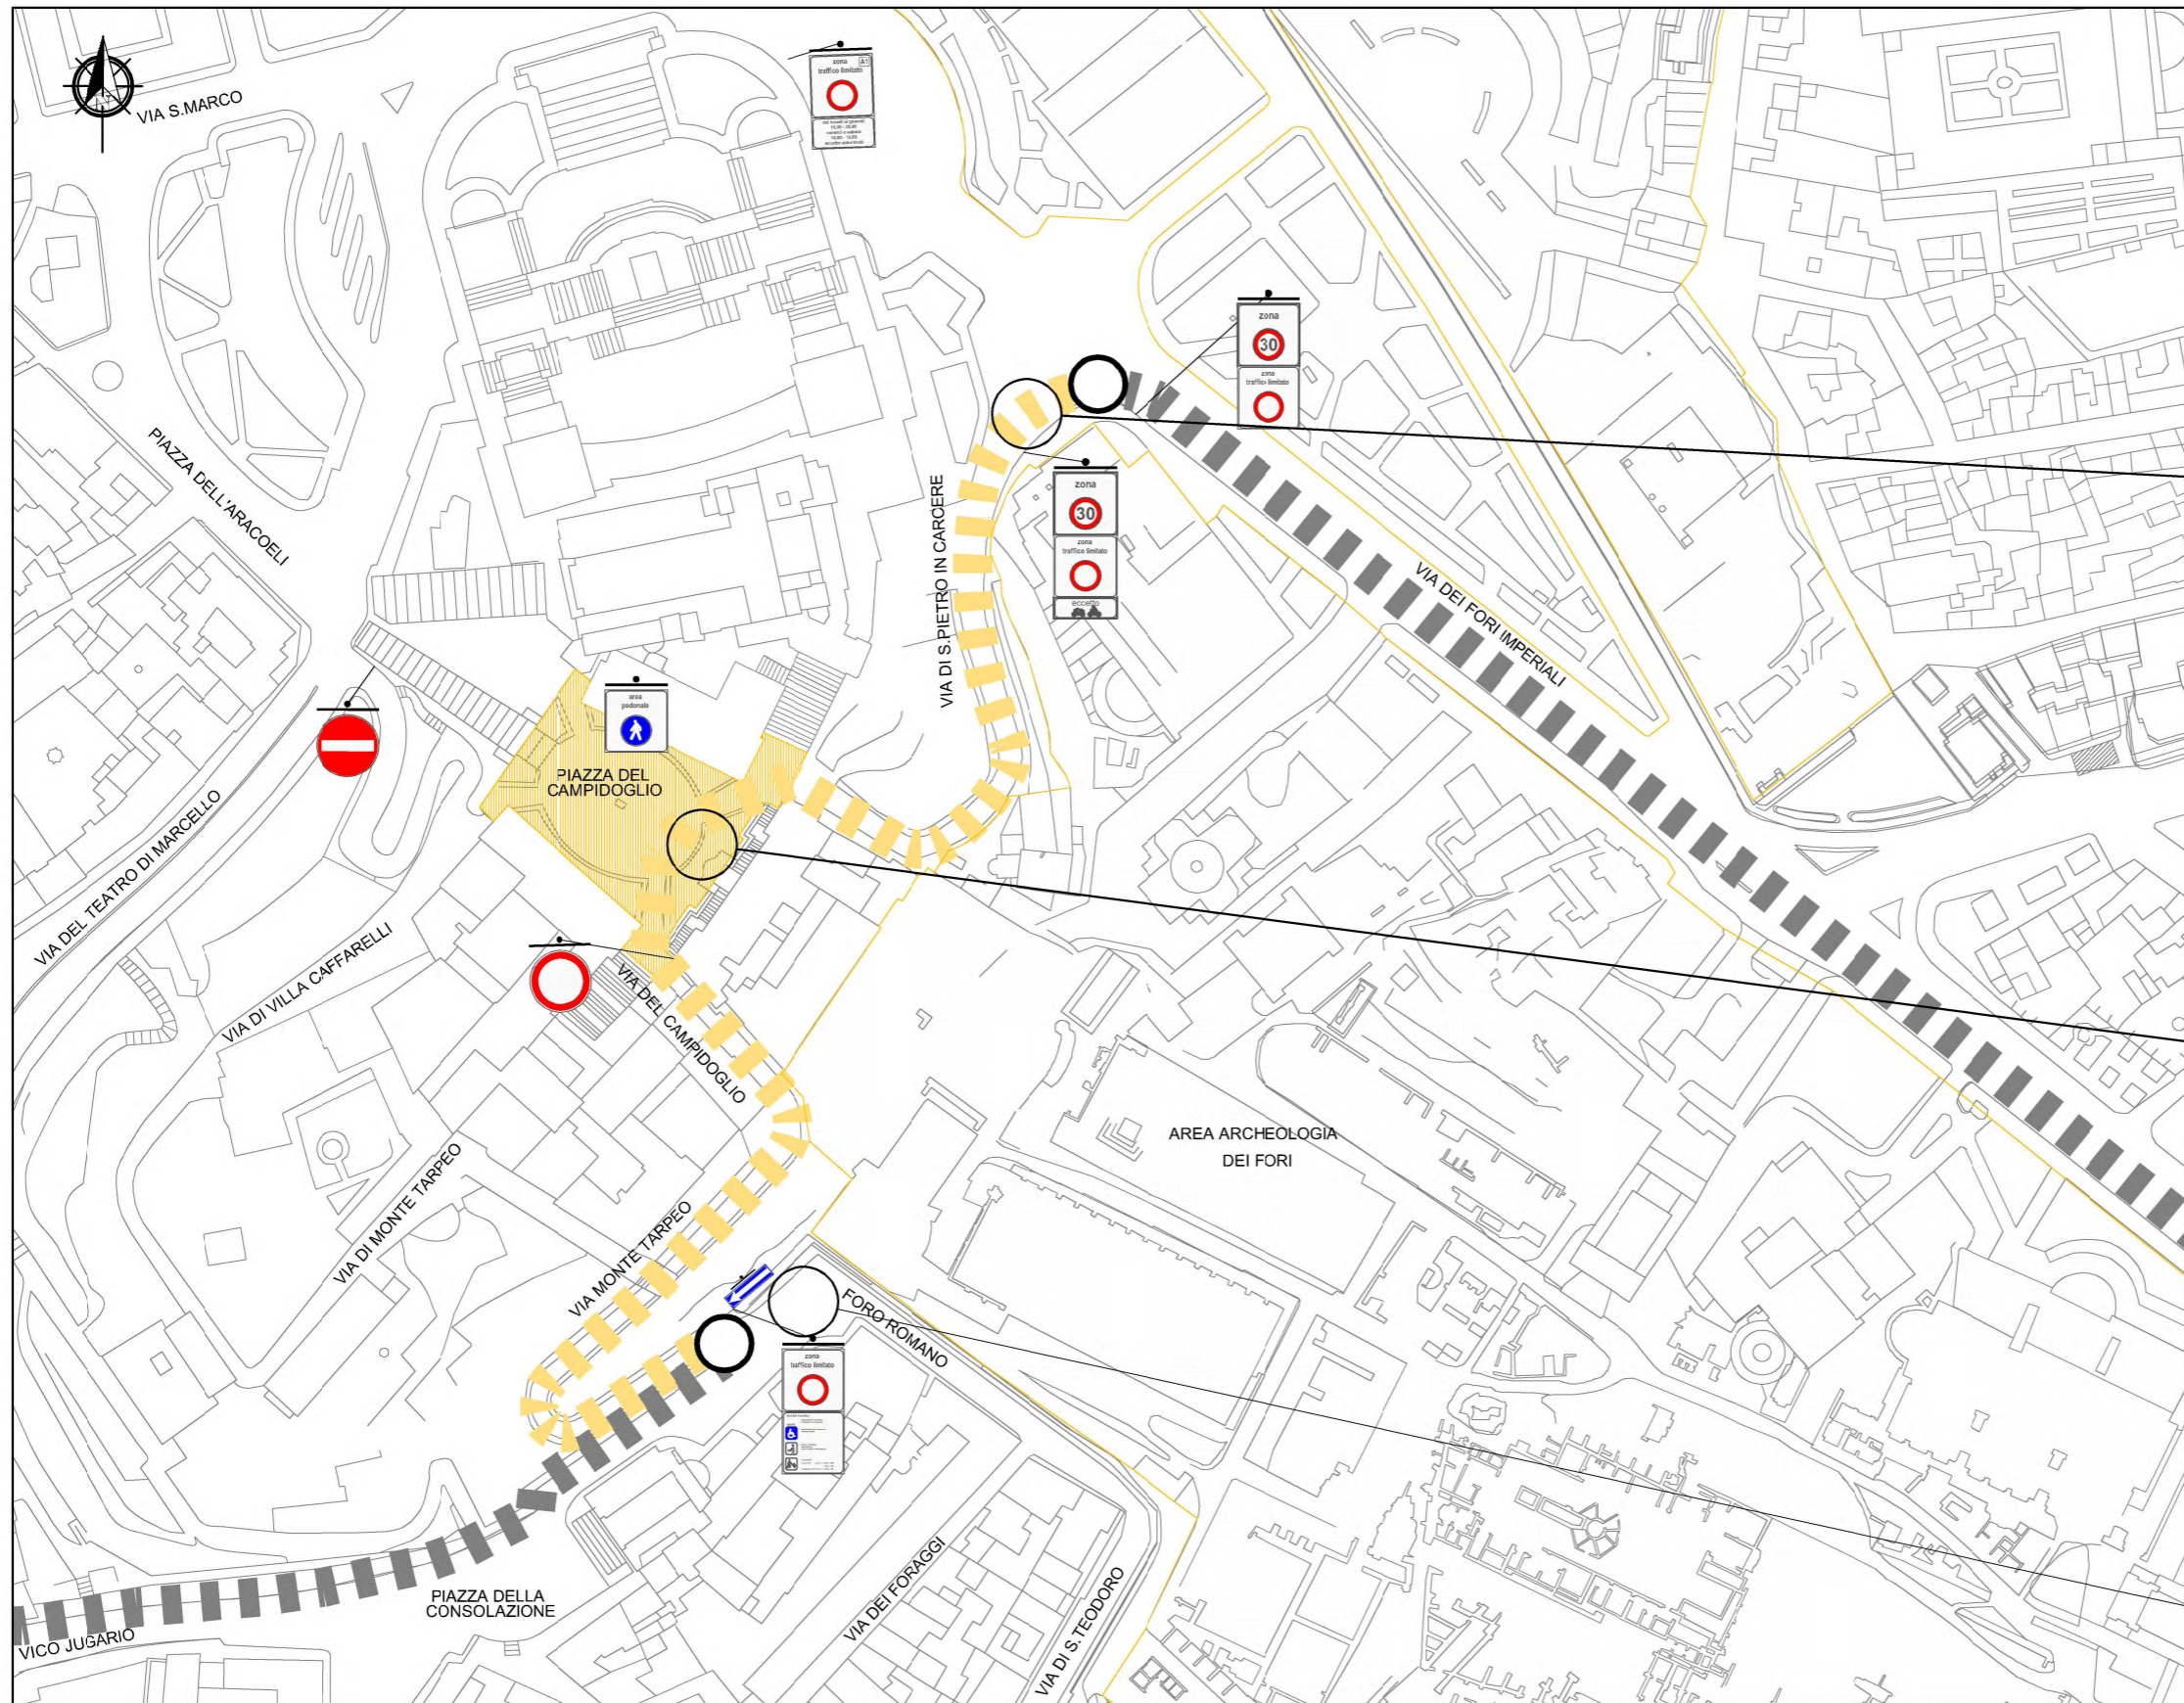 VIA S.MARCO
zona
A1
traffico limitato
PIAZZA DELL'ARACOELI
zona
30
zona
traffico limitato
VIA DI S.PIETRO IN CARCERE
zona
30
zona
traffico limitato
eccetto
VIA DEI FORI IMPERIALI
area
pedonale
PIAZZA DEL
CAMPIDOGLIO
VIA DEL TEATRO DI MARCELLO
VIA DI VILLA CAFFARELLI
VIA DEL CAMPIDOGLIO
AREA ARCHEOLOGIA
DEI FORI
VIA DI MONTE TARPEO
VIA MONTE TARPEO
FORO ROMANO
zona
traffico limitato
PIAZZA DELLA
CONSOLAZIONE
VICO JUGARIO
VIA DEI FORAGGI
VIA DI S.TEODORO